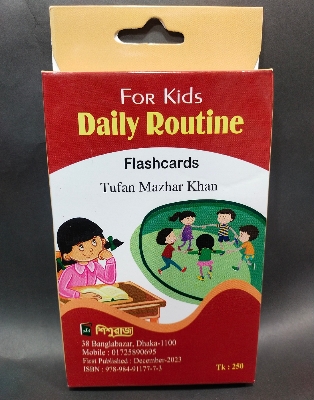 For Kids
Daily Routine
Flashcards
Tufan Mazhar Khan
শিশুরাজ্য
38 Banglabazar, Dhaka-1100
Mobile : 01725890695
First Published : December-2023
ISBN : 978-984-91177-7-3
Tk : 250